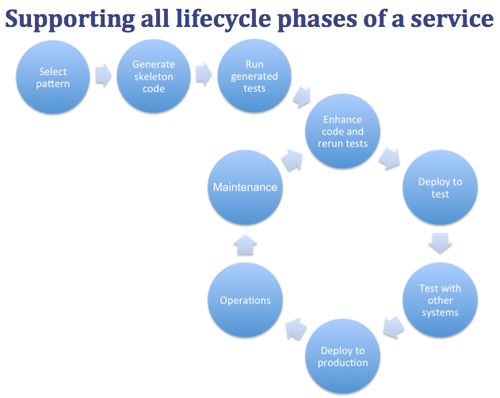 Supporting all lifecycle phases of a service
Select
pattern
Generate
skeleton
code
Run
generated
tests
Enhance
code and
rerun tests
Deploy to
test
Test with
other
systems
Deploy to
production
Operations
Maintenance